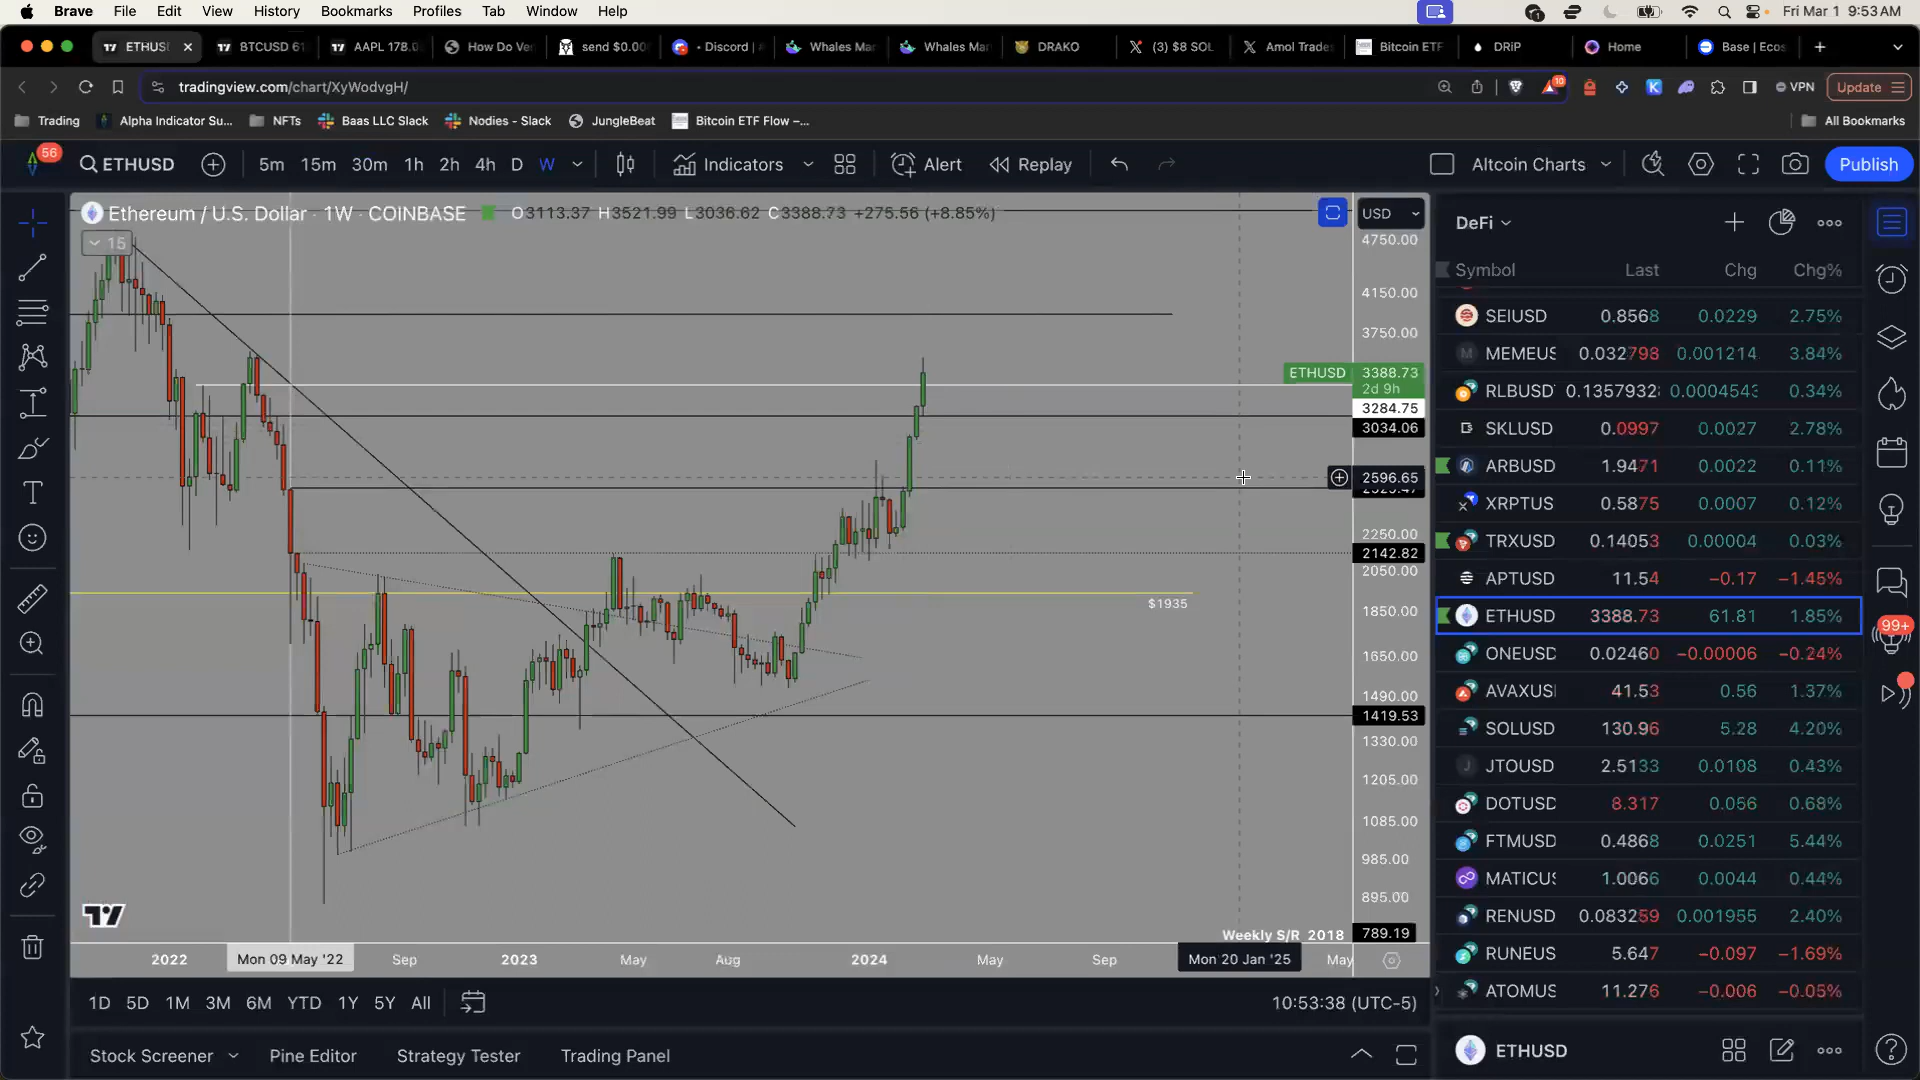 Brave File Edit View History Bookmarks Profiles Tab Window Help Fri Mar 1 9:53 AM
ETHUS BTCUSD 61 AAPL 178.0 How Do Ve send $0.00 • Discord | Whales Ma Whales Ma DRAKO (3) $8 SOL Amol Trade Bitcoin ETF DRiP Home Base | Ecos
tradingview.com/chart/XyWodvgH/ 10 VPN Update
Trading Alpha Indicator Su... NFTs Baas LLC Slack Nodies - Slack JungleBeat Bitcoin ETF Flow –... All Bookmarks
56 ETHUSD 5m 15m 30m 1h 2h 4h D W Indicators Alert Replay Altcoin Charts Publish
Ethereum / U.S. Dollar · 1W · COINBASE O3113.37 H3521.99 L3036.62 C3388.73 +275.56 (+8.85%) USD
15
4750.00
4150.00
3750.00
ETHUSD 3388.73
2d 9h
3284.75
3034.06
2596.65
2250.00
2142.82
2050.00
$1935
1850.00
1650.00
1490.00
1419.53
1330.00
1205.00
1085.00
985.00
895.00
Weekly S/R 2018 789.19
2022 Mon 09 May '22 Sep 2023 May Aug 2024 May Sep Mon 20 Jan '25 May
1D 5D 1M 3M 6M YTD 1Y 5Y All 10:53:38 (UTC-5)
Stock Screener Pine Editor Strategy Tester Trading Panel
DeFi
Symbol Last Chg Chg%
SEIUSD 0.8568 0.0229 2.75%
MEMEUS 0.032798 0.001214 3.84%
RLBUSD 0.1357932 0.0004543 0.34%
SKLUSD 0.0997 0.0027 2.78%
ARBUSD 1.9471 0.0022 0.11%
XRPTUS 0.5875 0.0007 0.12%
TRXUSD 0.14053 0.00004 0.03%
APTUSD 11.54 −0.17 −1.45%
ETHUSD 3388.73 61.81 1.85%
99+
ONEUSD 0.02460 −0.00006 −0.24%
AVAXUS 41.53 0.56 1.37%
SOLUSD 130.96 5.28 4.20%
JTOUSD 2.5133 0.0108 0.43%
DOTUSD 8.317 0.056 0.68%
FTMUSD 0.4868 0.0251 5.44%
MATICUS 1.0066 0.0044 0.44%
RENUSD 0.083259 0.001955 2.40%
RUNEUS 5.647 −0.097 −1.69%
ATOMUS 11.276 −0.006 −0.05%
ETHUSD